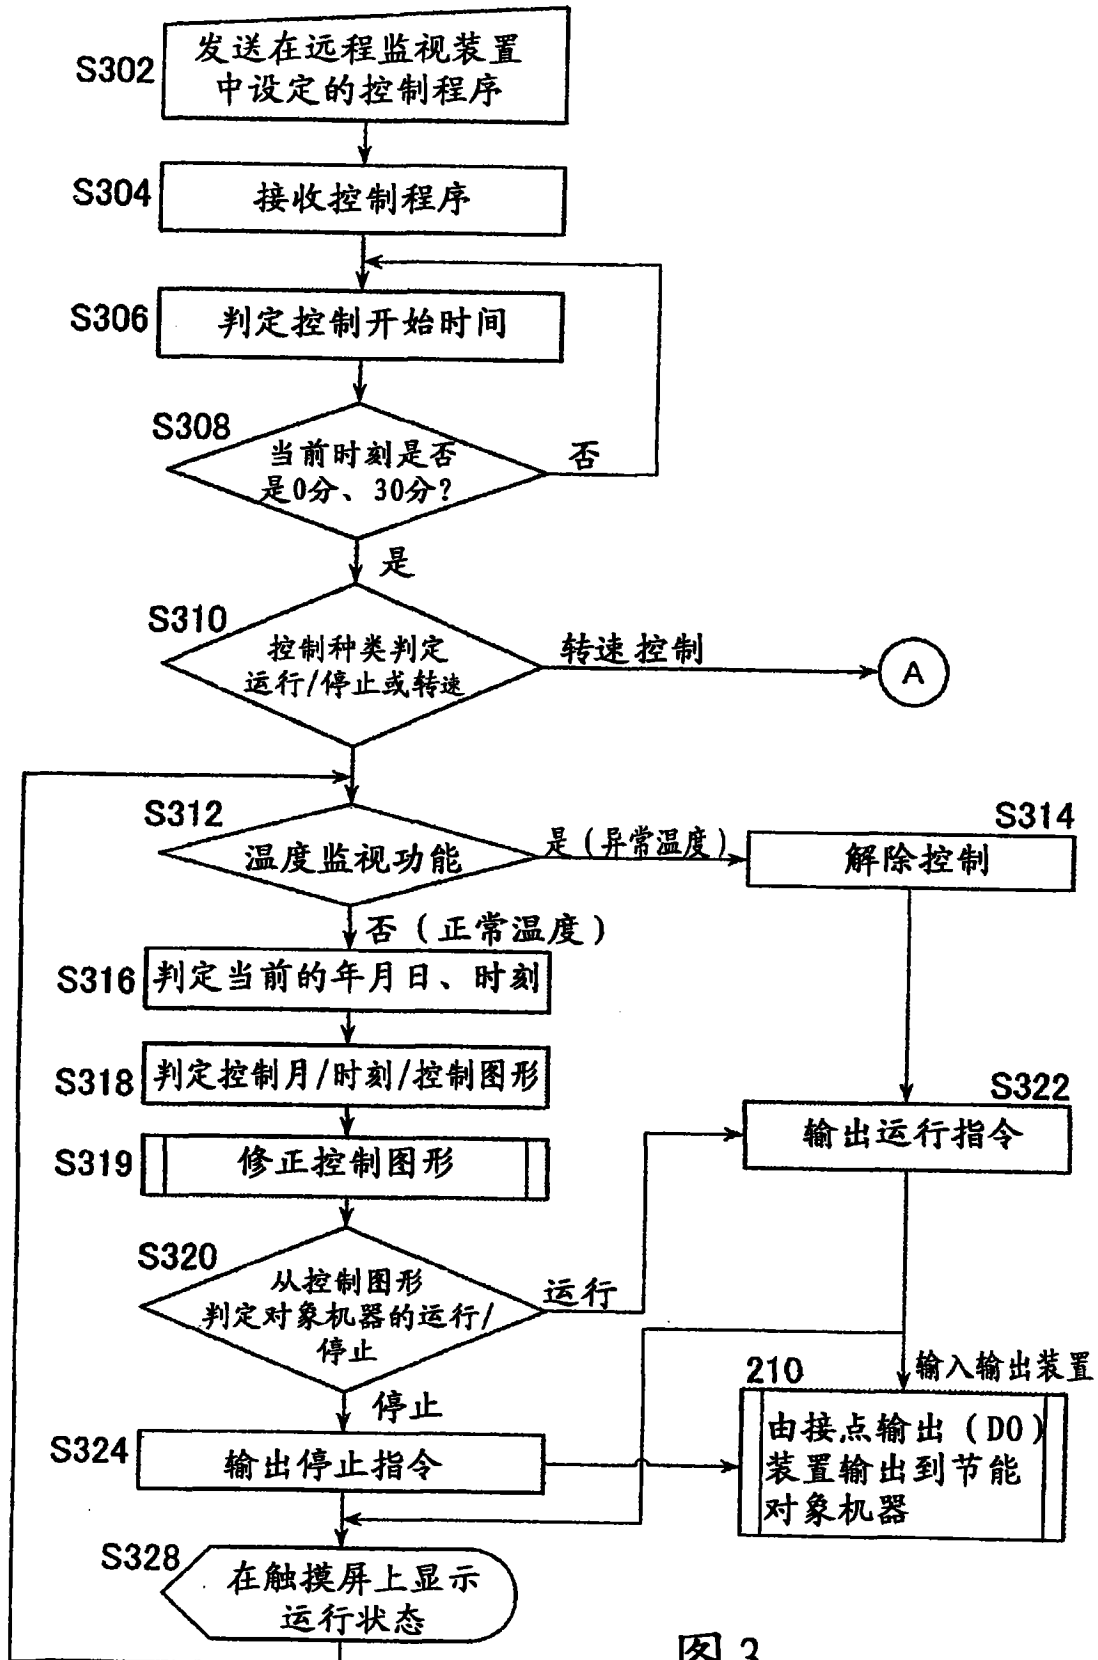 S302
发送在远程监视装置
中设定的控制程序
S304
接收控制程序
S306
判定控制开始时间
S308
当前时刻是否
是0分、30分?
否
是
S310
控制种类判定
运行/停止或转速
转速控制
A
S312
温度监视功能
是(异常温度)
S314
解除控制
否(正常温度)
S316
判定当前的年月日、时刻
S318
判定控制月/时刻/控制图形
S322
输出运行指令
S319
修正控制图形
S320
从控制图形
判定对象机器的运行/
停止
运行
停止
210
输入输出装置
由接点输出(DO)
装置输出到节能
对象机器
S324
输出停止指令
S328
在触摸屏上显示
运行状态
图 3